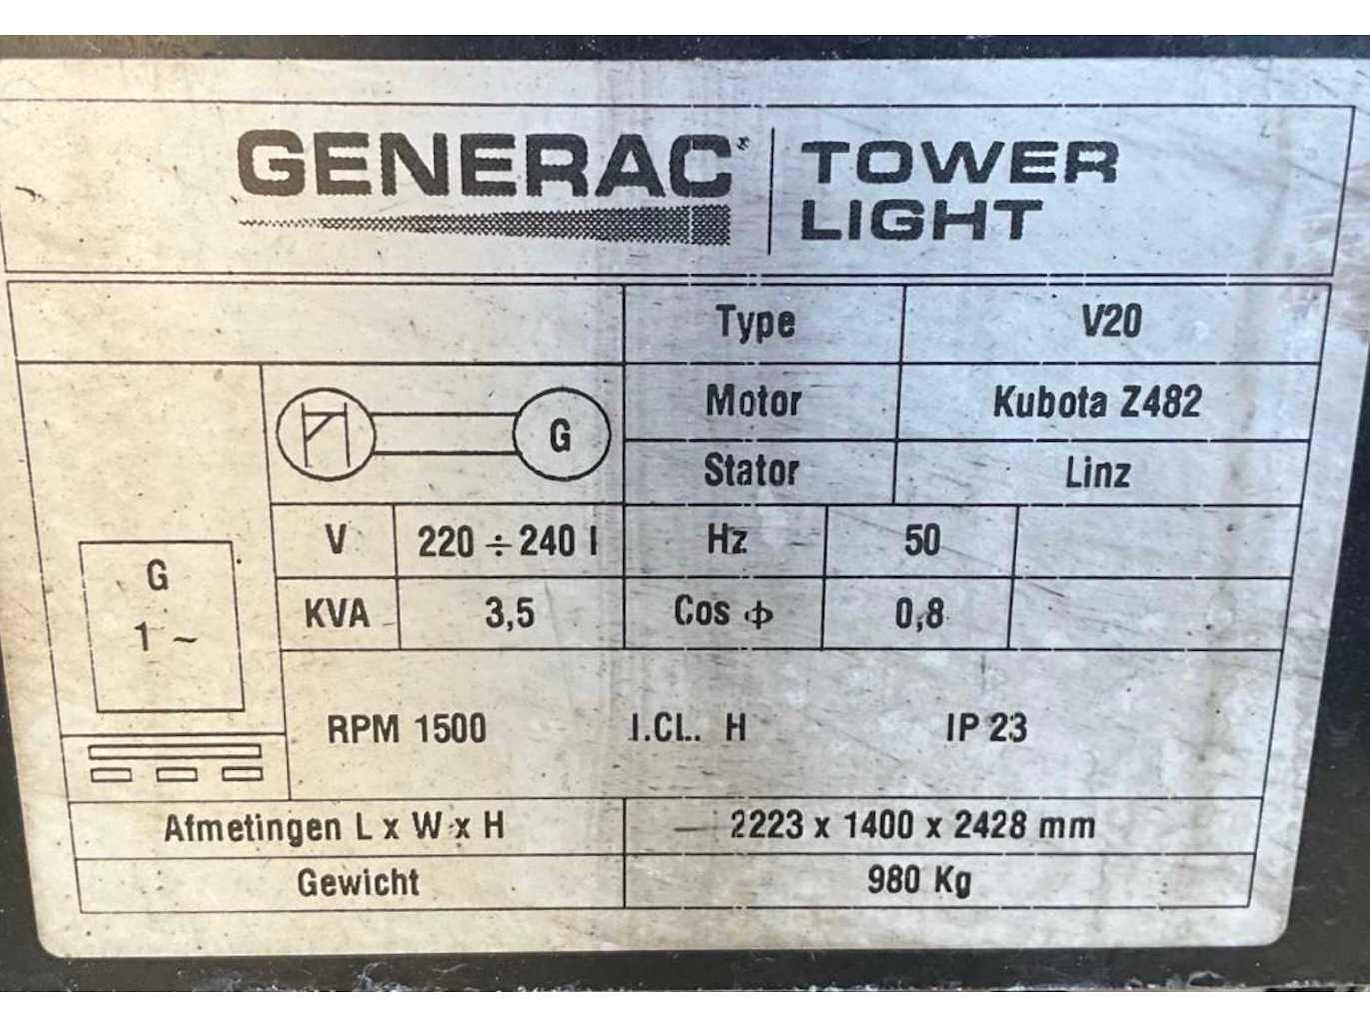 GENERAC TOWER
LIGHT
Type V20
Motor Kubota Z482
G
Stator Linz
V 220 ÷ 240 I Hz 50
G
KVA 3,5 Cos ϕ 0,8
1 ~
RPM 1500 I.CL. H IP 23
Afmetingen L x W x H 2223 x 1400 x 2428 mm
Gewicht 980 Kg